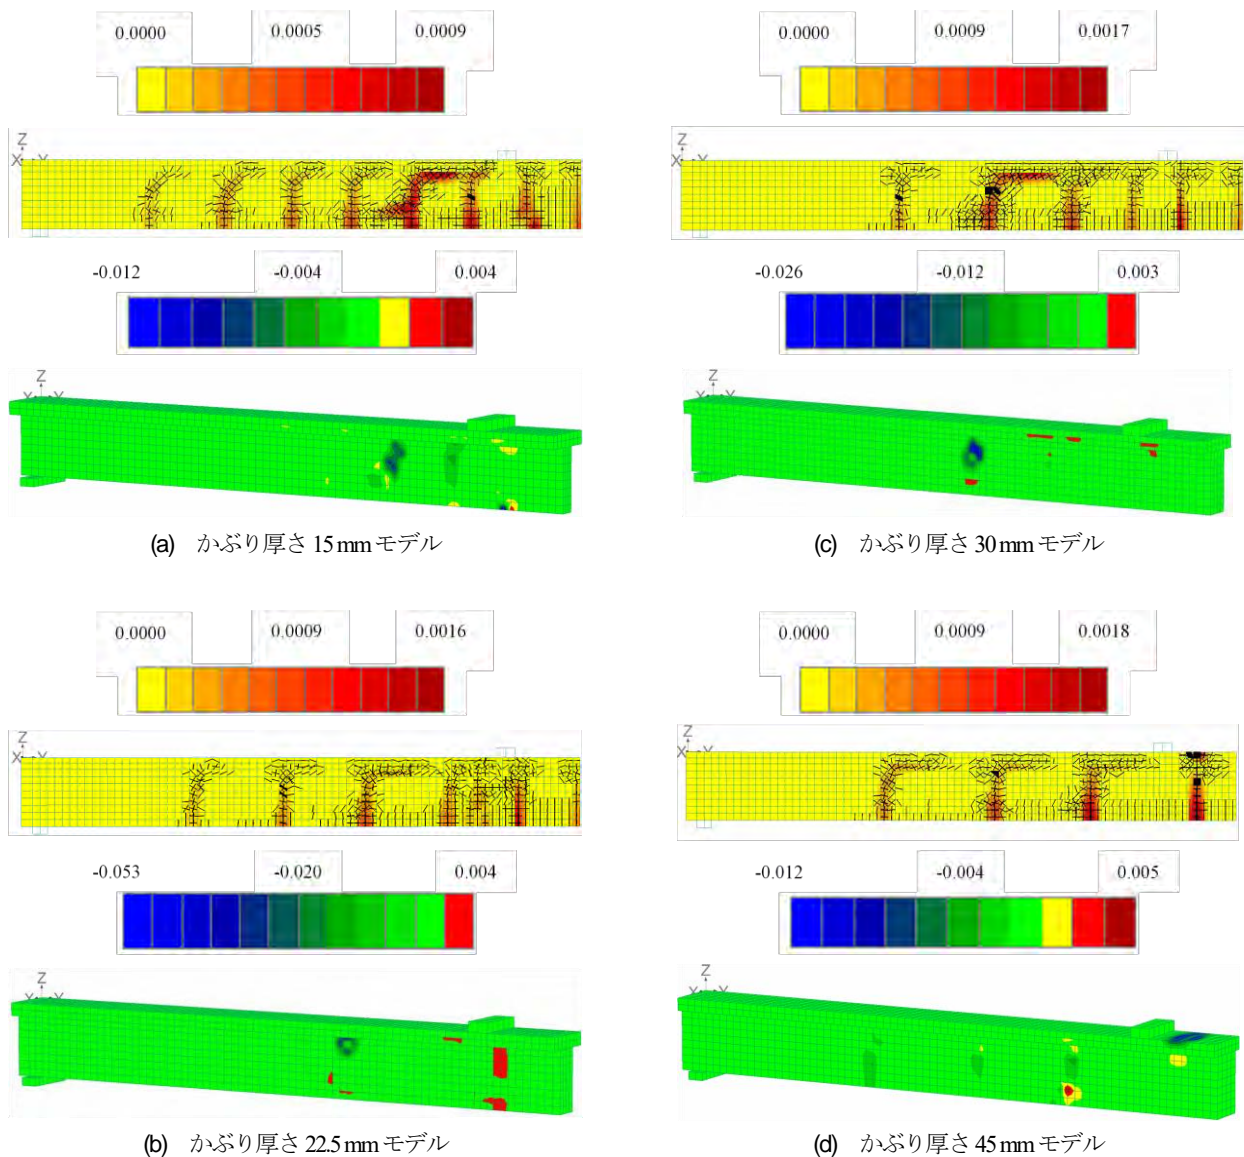 0.0000 0.0005 0.0009
Z
X Y
-0.012 -0.004 0.004
Z
X Y
(a) かぶり厚さ 15 mm モデル
0.0000 0.0009 0.0016
Z
X Y
-0.053 -0.020 0.004
Z
X Y
(b) かぶり厚さ 22.5 mm モデル
0.0000 0.0009 0.0017
Z
X Y
-0.026 -0.012 0.003
Z
X Y
(c) かぶり厚さ 30 mm モデル
0.0000 0.0009 0.0018
Z
X Y
-0.012 -0.004 0.005
Z
X Y
(d) かぶり厚さ 45 mm モデル